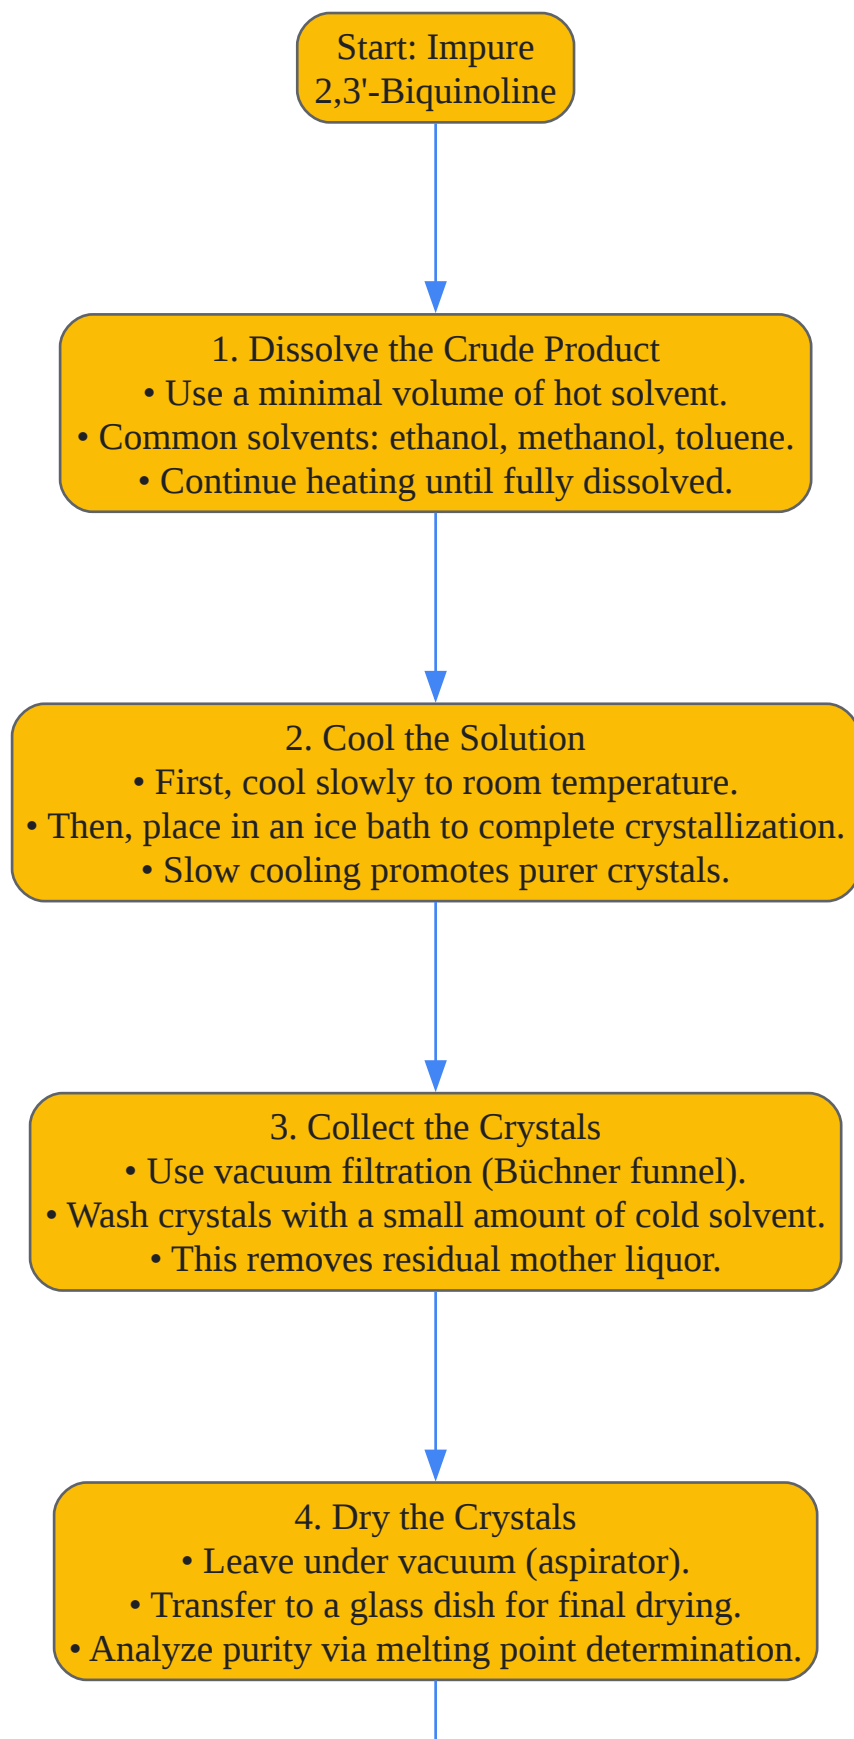 Start: Impure
2,3'-Biquinoline
1. Dissolve the Crude Product
• Use a minimal volume of hot solvent.
• Common solvents: ethanol, methanol, toluene.
• Continue heating until fully dissolved.
2. Cool the Solution
• First, cool slowly to room temperature.
• Then, place in an ice bath to complete crystallization.
• Slow cooling promotes purer crystals.
3. Collect the Crystals
• Use vacuum filtration (Büchner funnel).
• Wash crystals with a small amount of cold solvent.
• This removes residual mother liquor.
4. Dry the Crystals
• Leave under vacuum (aspirator).
• Transfer to a glass dish for final drying.
• Analyze purity via melting point determination.